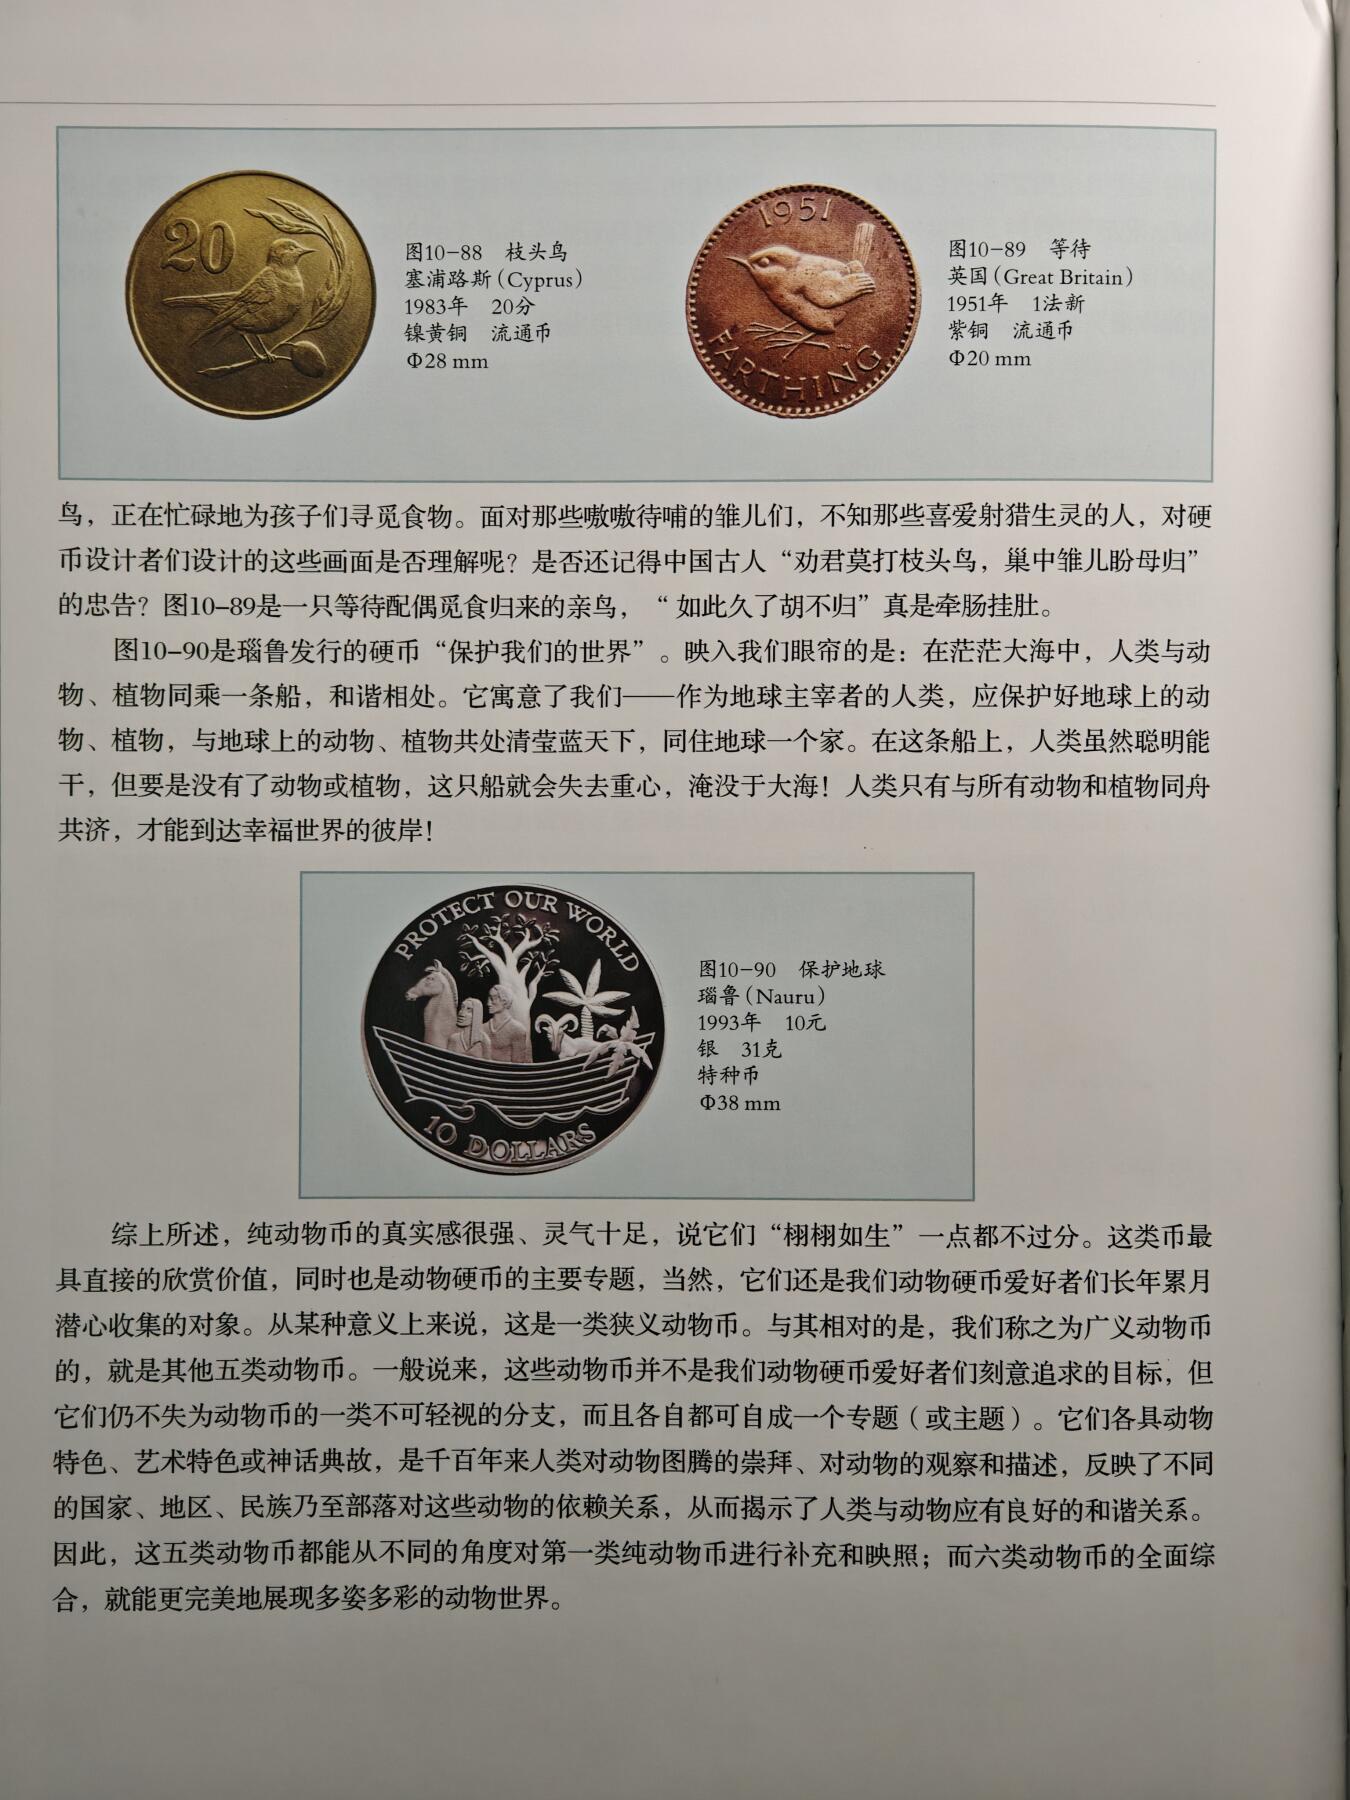 20
图10-88 枝头鸟
塞浦路斯(Cyprus)
1983年 20分
镍黄铜 流通币
Φ28 mm
1951
FARTHING
图10-89 等待
英国(Great Britain)
1951年 1法新
紫铜 流通币
Φ20 mm
鸟，正在忙碌地为孩子们寻觅食物。面对那些嗷嗷待哺的雏儿们，不知那些喜爱射猎生灵的人，对硬
币设计者们设计的这些画面是否理解呢？是否还记得中国古人“劝君莫打枝头鸟，巢中雏儿盼母归”
的忠告？图10-89是一只等待配偶觅食归来的亲鸟，“如此久了胡不归”真是牵肠挂肚。
图10-90是瑙鲁发行的硬币“保护我们的世界”。映入我们眼帘的是：在茫茫大海中，人类与动
物、植物同乘一条船，和谐相处。它寓意了我们——作为地球主宰者的人类，应保护好地球上的动
物、植物，与地球上的动物、植物共处清莹蓝天下，同住地球一个家。在这条船上，人类虽然聪明能
干，但要是没有了动物或植物，这只船就会失去重心，淹没于大海！人类只有与所有动物和植物同舟
共济，才能到达幸福世界的彼岸！
PROTECT OUR WORLD
10 DOLLARS
图10-90 保护地球
瑙鲁(Nauru)
1993年 10元
银 31克
特种币
Φ38 mm
综上所述，纯动物币的真实感很强、灵气十足，说它们“栩栩如生”一点都不过分。这类币最
具直接的欣赏价值，同时也是动物硬币的主要专题，当然，它们还是我们动物硬币爱好者们长年累月
潜心收集的对象。从某种意义上来说，这是一类狭义动物币。与其相对的是，我们称之为广义动物币
的，就是其他五类动物币。一般说来，这些动物币并不是我们动物硬币爱好者们刻意追求的目标，但
它们仍不失为动物币的一类不可轻视的分支，而且各自都可自成一个专题（或主题）。它们各具动物
特色、艺术特色或神话典故，是千百年来人类对动物图腾的崇拜、对动物的观察和描述，反映了不同
的国家、地区、民族乃至部落对这些动物的依赖关系，从而揭示了人类与动物应有良好的和谐关系。
因此，这五类动物币都能从不同的角度对第一类纯动物币进行补充和映照；而六类动物币的全面综
合，就能更完美地展现多姿多彩的动物世界。